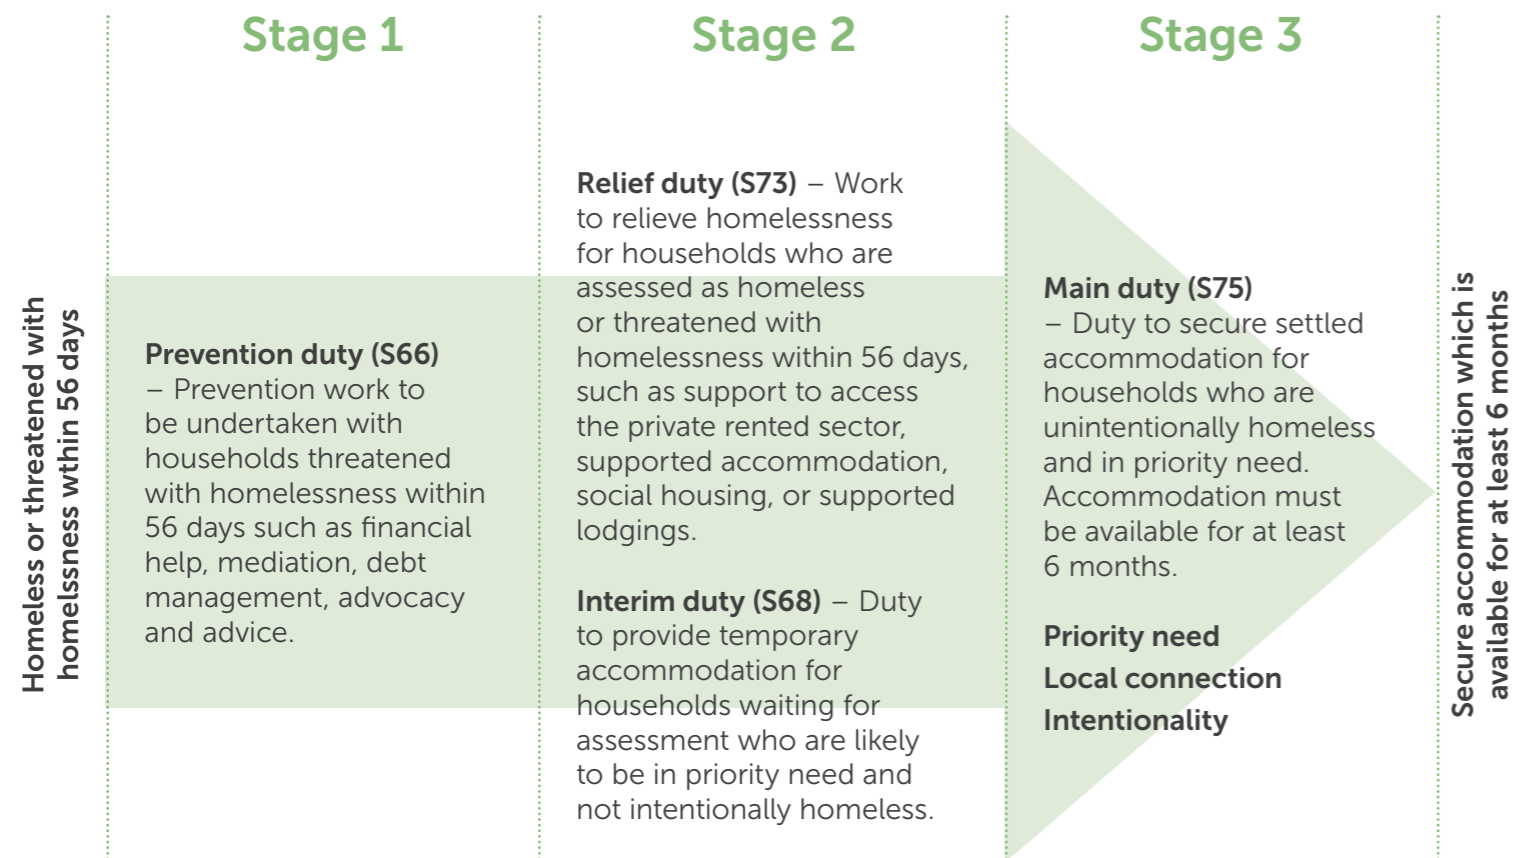 Stage 1
Stage 2
Stage 3
Homeless or threatened with
homelssness wthin 56 days
Prevention duty (S66)
– Prevention work to
be undertaken with
households threatened
with homelessness within
56 days such as financial
help, mediation, debt
management, advocacy
and advice.
Relief duty (S73) – Work
to relieve homelessness
for households who are
assessed as homeless
or threatened with
homelessness within 56 days,
such as support to access
the private rented sector,
supported accommodation,
social housing, or supported
lodgings.
Interim duty (S68) – Duty
to provide temporary
accommodation for
households waiting for
assessment who are likely
to be in priority need and
not intentionally homeless.
Main duty (S75)
– Duty to secure settled
accommodation for
households who are
unintentionally homeless
and in priority need.
Accommodation must
be available for at least
6 months.
Priority need
Local connection
Intentionality
Secure accommodation which is
available for at least 6 months